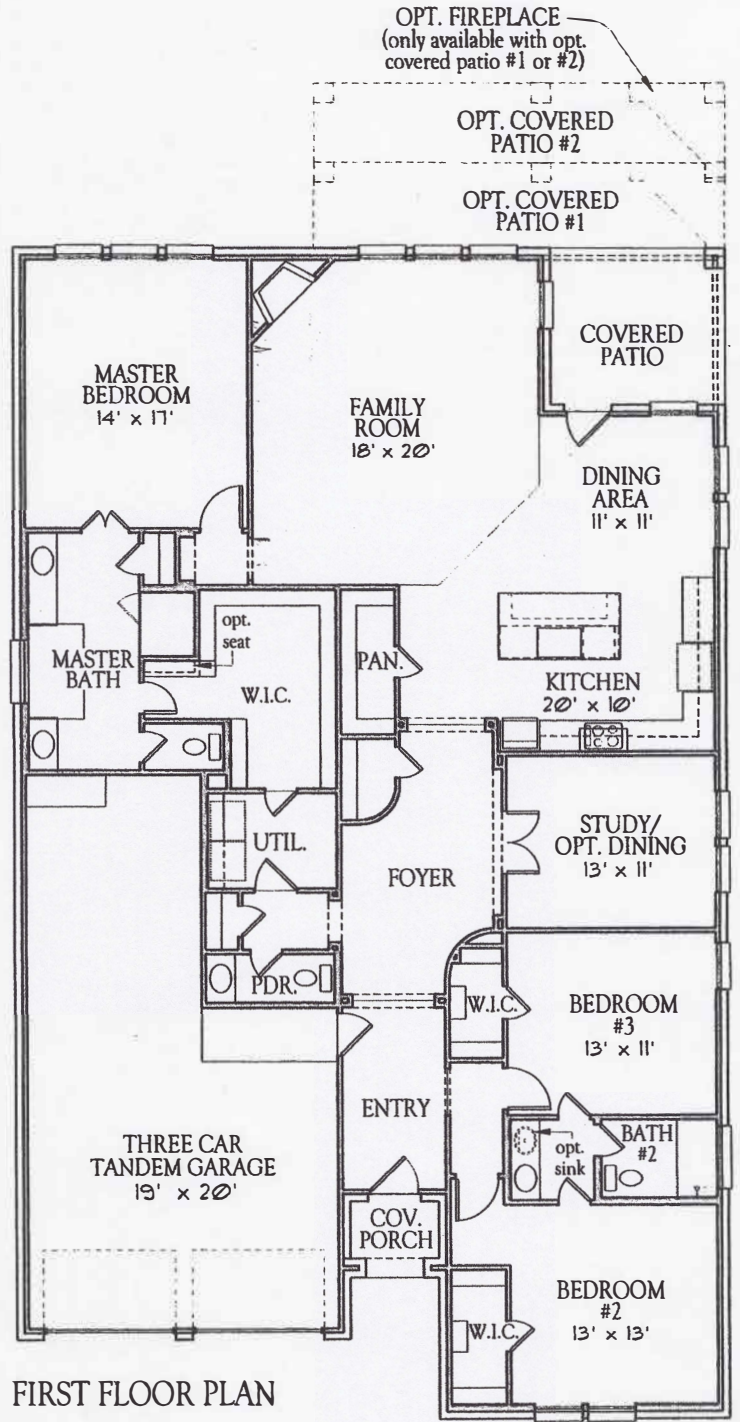 OPT. FIREPLACE
(only available with opt.
covered patio #1 or #2)
OPT. COVERED
PATIO #2
OPT. COVERED
PATIO #1
COVERED
PATIO
MASTER
BEDROOM
14' x 17'
FAMILY
ROOM
18' x 20'
DINING
AREA
11' x 11'
opt.
seat
MASTER
BATH
W.I.C.
PAN.
KITCHEN
20' x 10'
UTIL.
FOYER
STUDY/
OPT. DINING
13' x 11'
PDR.
W.I.C.
BEDROOM
#3
13' x 11'
ENTRY
opt.
sink
BATH
#2
THREE CAR
TANDEM GARAGE
19' x 20'
COV.
PORCH
BEDROOM
#2
13' x 13'
W.I.C.
FIRST FLOOR PLAN